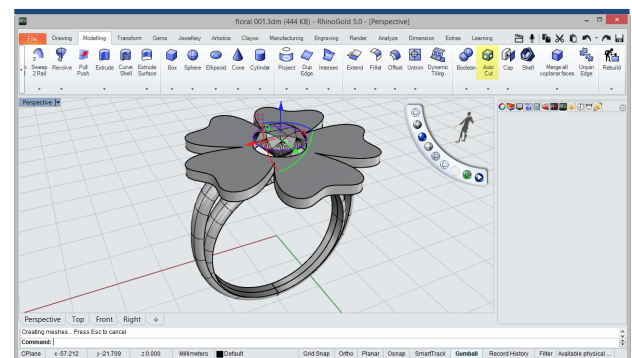 floral 001.3dm (444 KB) - RhinoGold 5.0 - [Perspective]
File Drawing Modelling Transform Gems Jewellery Artistics Clayoo Manufacturing Engraving Render Analyze Dimension Extras Learning
Sweep 2 Rail Revolve Pull Push Extrude Curve Shell Extrude Surface Box Sphere Ellipsoid Cone Cylinder Project Dup Edge Intersec Extend Fillet Offset Untrim Dynamic Tiling Boolean Auto Cut Cap Shell Merge all coplanar faces Unjoin Edge Rebuild
Perspective
Perspective Top Front Right
Creating meshes... Press Esc to cancel
Command:
CPlane x -57.212 y -21.709 z 0.000 Millimeters Default Grid Snap Ortho Planar Osnap SmartTrack Gumball Record History Filter Available physical ...